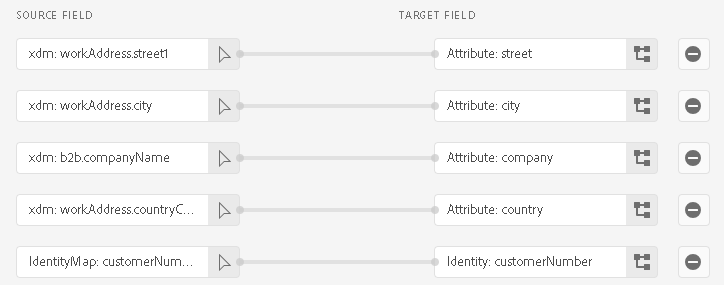 SOURCE FIELD TARGET FIELD
xdm: workAddress.street1 Attribute: street
xdm: workAddress.city Attribute: city
xdm: b2b.companyName Attribute: company
xdm: workAddress.countryC... Attribute: country
IdentityMap: customerNum... Identity: customerNumber